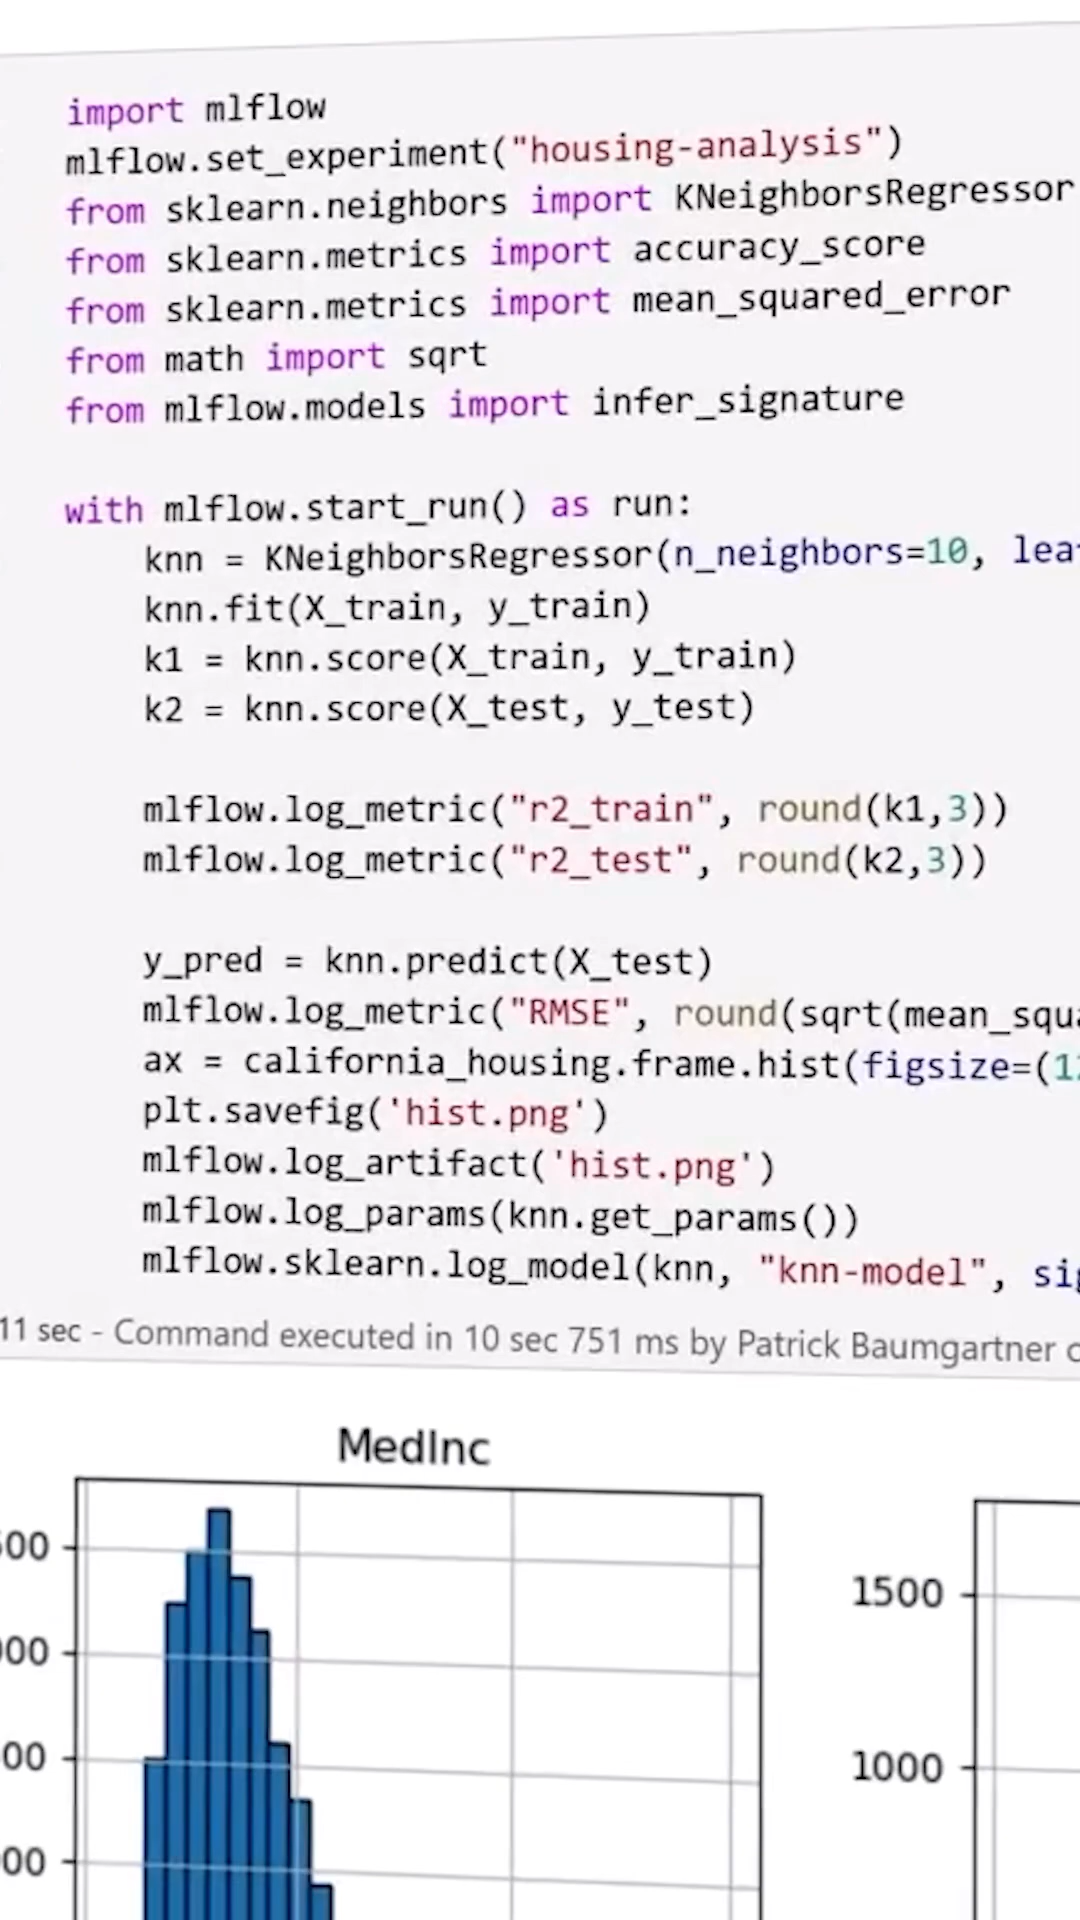 import mlflow
mlflow.set_experiment("housing-analysis")
from sklearn.neighbors import KNeighborsRegressor
from sklearn.metrics import accuracy_score
from sklearn.metrics import mean_squared_error
from math import sqrt
from mlflow.models import infer_signature
with mlflow.start_run() as run:
knn = KNeighborsRegressor(n_neighbors=10, lea
knn.fit(X_train, y_train)
k1 = knn.score(X_train, y_train)
k2 = knn.score(X_test, y_test)
mlflow.log_metric("r2_train", round(k1,3))
mlflow.log_metric("r2_test", round(k2,3))
y_pred = knn.predict(X_test)
mlflow.log_metric("RMSE", round(sqrt(mean_squa
ax = california_housing.frame.hist(figsize=(12
plt.savefig('hist.png')
mlflow.log_artifact('hist.png')
mlflow.log_params(knn.get_params())
mlflow.sklearn.log_model(knn, "knn-model", sig
11 sec - Command executed in 10 sec 751 ms by Patrick Baumgartner
MedInc
1500
1000